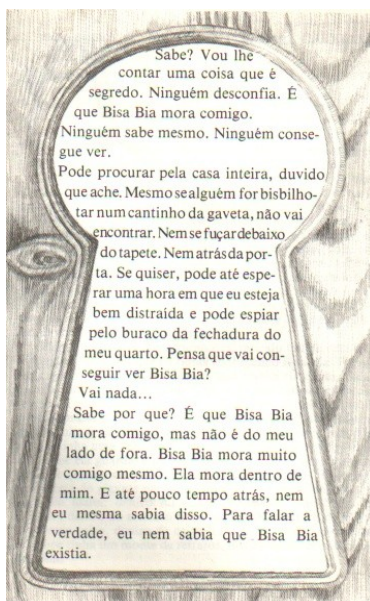 Sabe? Vou lhe
contar uma coisa que é
segredo. Ninguém desconfia. É
que Bisa Bia mora comigo.
Ninguém sabe mesmo. Ninguém conse-
gue ver.
Pode procurar pela casa inteira, duvido
que ache. Mesmo se alguém for bisbilho-
tar num cantinho da gaveta, não vai
encontrar. Nem se fuçar debaixo
do tapete. Nem atrás da por-
ta. Se quiser, pode até espe-
rar uma hora em que eu esteja
bem distraída e pode espiar
pelo buraco da fechadura do
meu quarto. Pensa que vai con-
seguir ver Bisa Bia?
Vai nada...
Sabe por que? É que Bisa Bia
mora comigo, mas não é do meu
lado de fora. Bisa Bia mora muito
comigo mesmo. Ela mora dentro de
mim. E até pouco tempo atrás, nem
eu mesma sabia disso. Para falar a
verdade, eu nem sabia que Bisa Bia
existia.